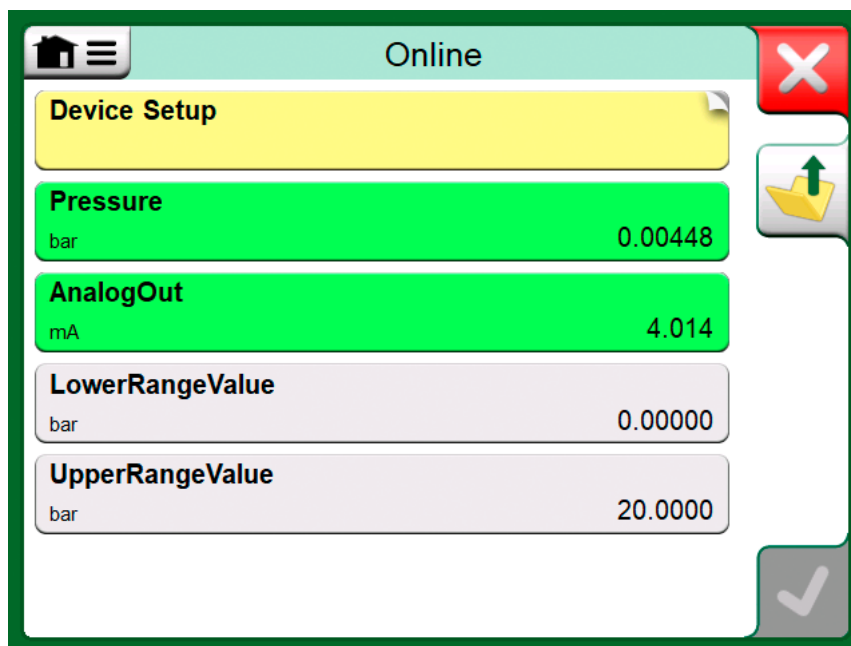 Online
Device Setup
Pressure
bar 0.00448
AnalogOut
mA 4.014
LowerRangeValue
bar 0.00000
UpperRangeValue
bar 20.0000